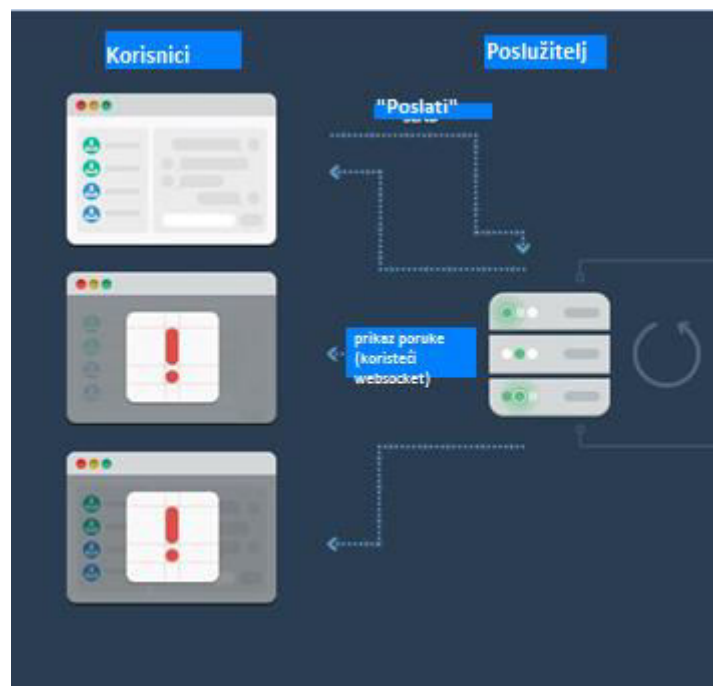 Korisnici
Poslužitelj
"Poslati"
prikaz poruke
(koristeći
websocket)